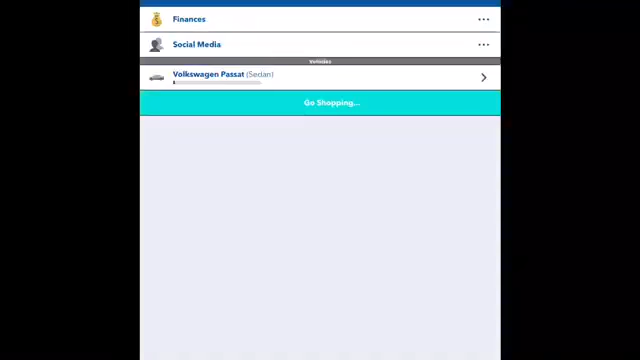 Finances
Social Media
Vehicles
Volkswagen Passat (Sedan)
Go Shopping...